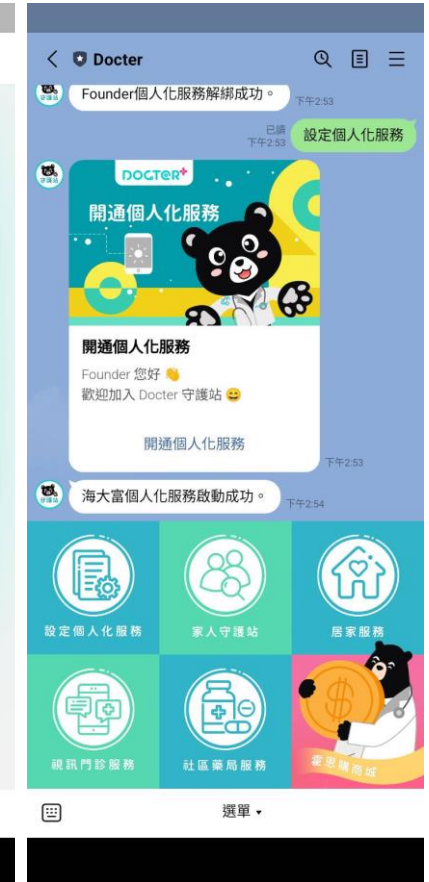 Docter
Founder個人化服務解綁成功。
下午2:53
已讀
下午2:53
設定個人化服務
DOCTER+
開通個人化服務
開通個人化服務
Founder 您好 👋
歡迎加入 Docter 守護站 😄
開通個人化服務
下午2:53
海大富個人化服務啟動成功。
下午2:54
設定個人化服務
家人守護站
居家服務
視訊門診服務
社區藥局服務
霍恩購商城
選單